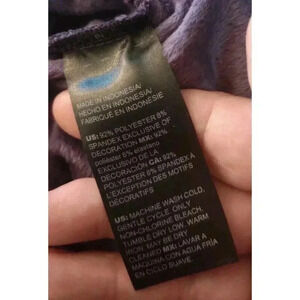 MADE IN INDONESIA/
HECHO EN INDONESIA/
FABRIQUÉ EN INDONÉSIE
US: 92% POLYESTER 8%
SPANDEX EXCLUSIVE OF
DECORATION MX: 92%
poliéster 8% elastano
EXCLUSIVO DE LA
DECORACIÓN CA: 92%
POLYESTER 8% SPANDEX À
L'EXCEPTION DES MOTIFS
DÉCORATIFS
US: MACHINE WASH COLD,
GENTLE CYCLE. ONLY
NON-CHLORINE BLEACH,
TUMBLE DRY LOW, WARM
IRON, MAY BE DRY
CLEANED MX: LAVAR A
MÁQUINA CON AGUA FRÍA
EN CICLO SUAVE,